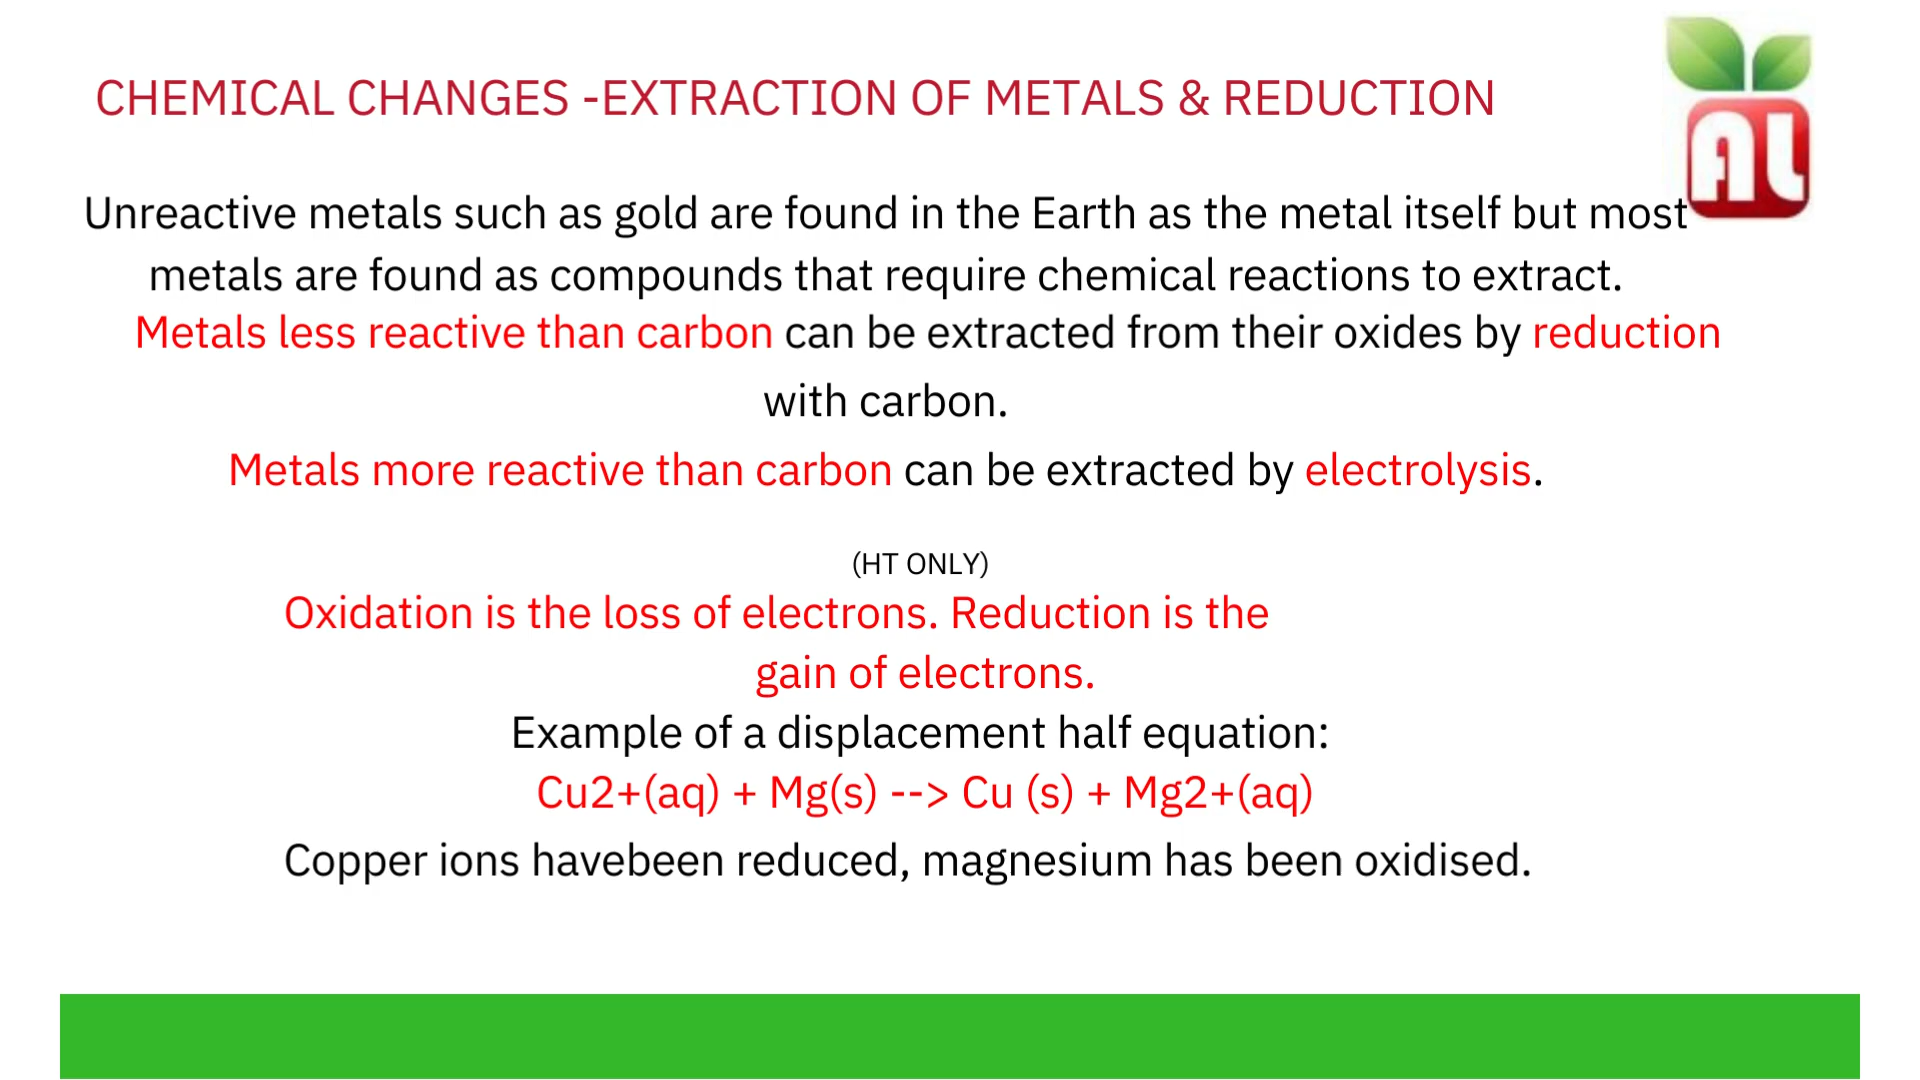 CHEMICAL CHANGES -EXTRACTION OF METALS & REDUCTION
AL
Unreactive metals such as gold are found in the Earth as the metal itself but most
metals are found as compounds that require chemical reactions to extract.
Metals less reactive than carbon can be extracted from their oxides by reduction
with carbon.
Metals more reactive than carbon can be extracted by electrolysis.
(HT ONLY)
Oxidation is the loss of electrons. Reduction is the
gain of electrons.
Example of a displacement half equation:
Cu2+(aq) + Mg(s) --> Cu (s) + Mg2+(aq)
Copper ions havebeen reduced, magnesium has been oxidised.